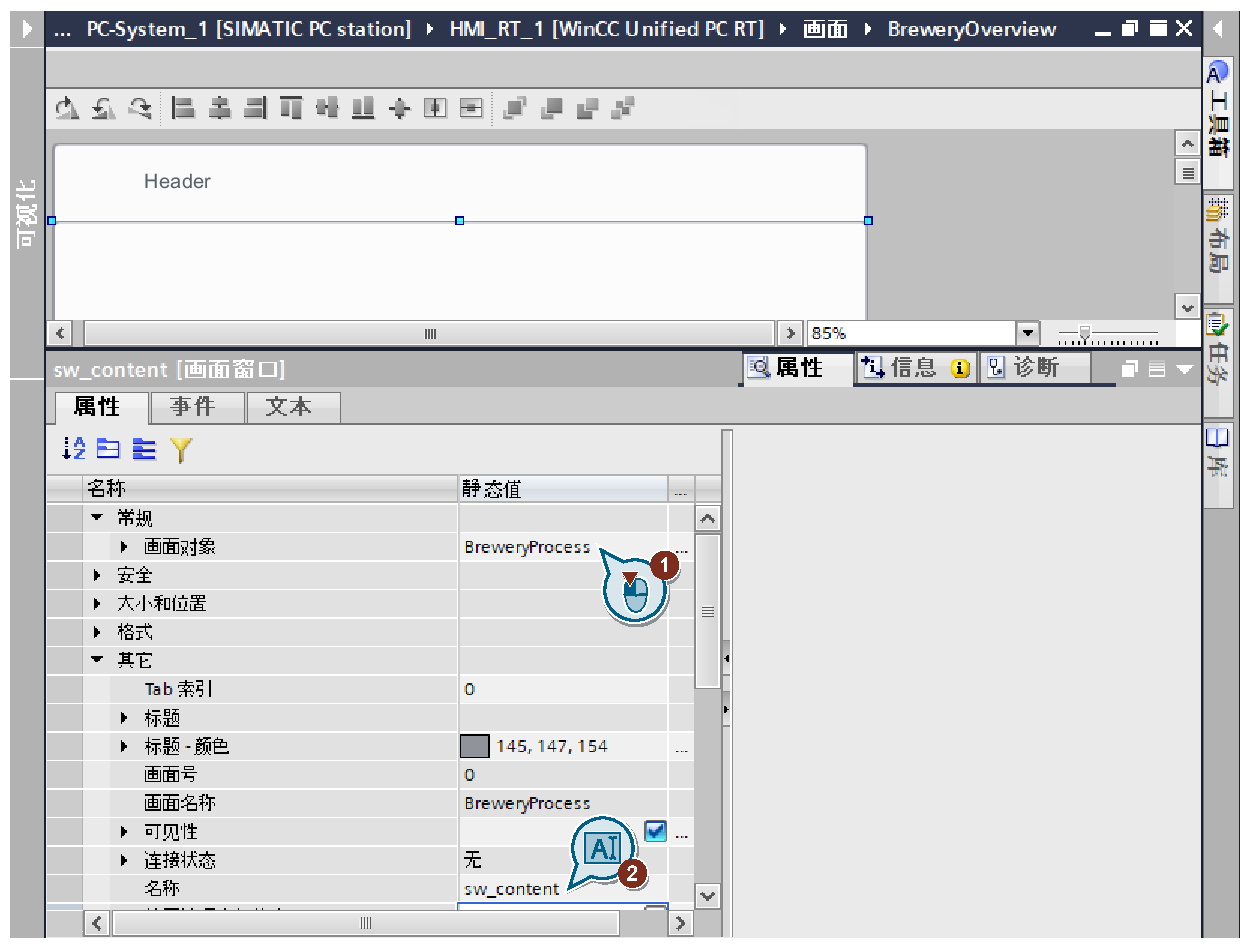 ... PC-System_1 [SIMATIC PC station] HMI_RT_1 [WinCC Unified PC RT] 画面 BreweryOverview
工具箱
Header
可视化
布局
85%
任务
sw_content [画面窗口]
属性 信息 诊断
属性 事件 文本
库
名称 静态值 ...
常规
画面对象 BreweryProcess ...
1
安全
大小和位置
格式
其它
Tab 索引 0
标题
标题 - 颜色 145, 147, 154 ...
画面号 0
画面名称 BreweryProcess
可见性 ...
AI
连接状态 无
2
名称 sw_content